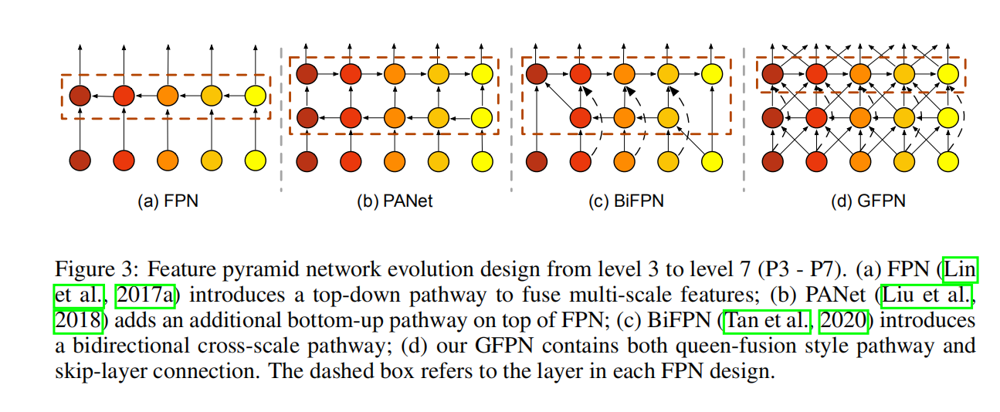 (a) FPN (b) PANet (c) BiFPN (d) GFPN
Figure 3: Feature pyramid network evolution design from level 3 to level 7 (P3 - P7). (a) FPN (Lin
et al., 2017a) introduces a top-down pathway to fuse multi-scale features; (b) PANet (Liu et al.,
2018) adds an additional bottom-up pathway on top of FPN; (c) BiFPN (Tan et al., 2020) introduces
a bidirectional cross-scale pathway; (d) our GFPN contains both queen-fusion style pathway and
skip-layer connection. The dashed box refers to the layer in each FPN design.